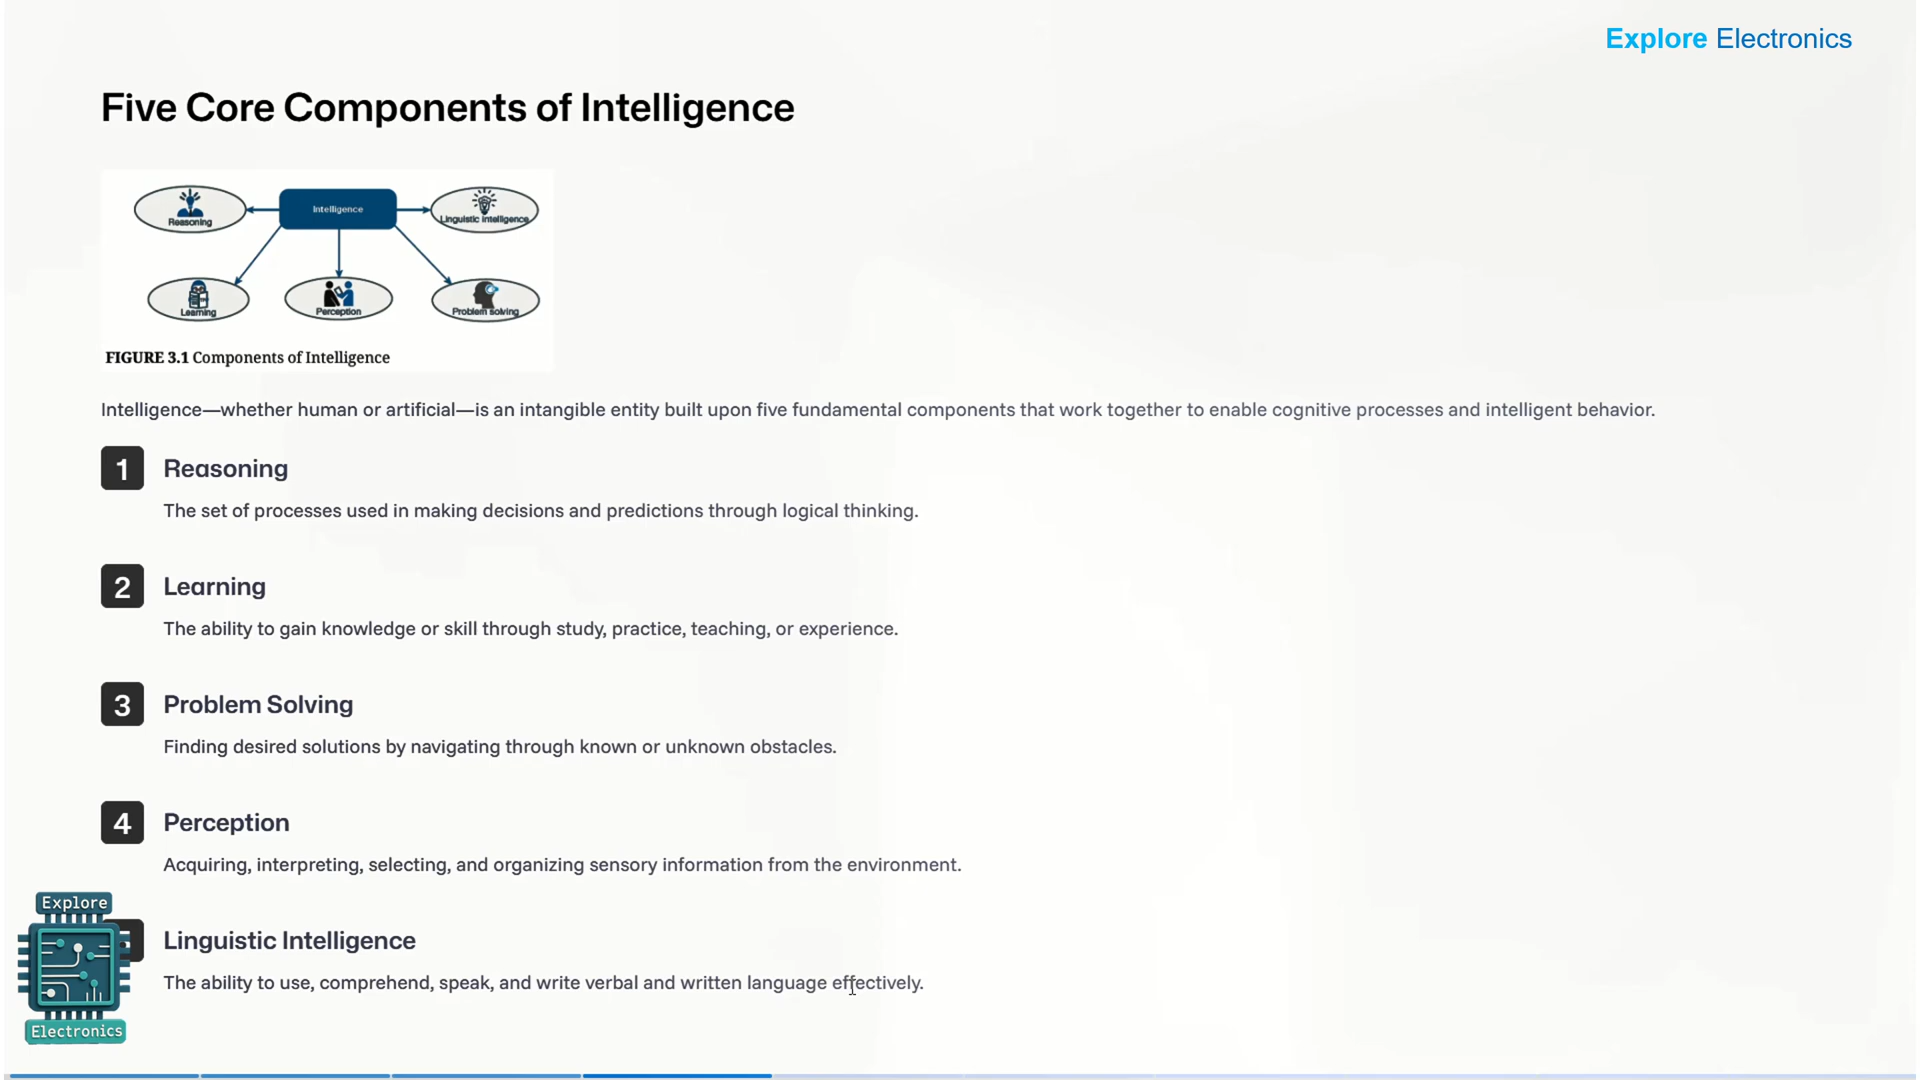 Explore Electronics
Five Core Components of Intelligence
Reasoning
Intelligence
Linguistic Intelligence
Learning
Perception
Problem solving
FIGURE 3.1 Components of Intelligence
Intelligence—whether human or artificial—is an intangible entity built upon five fundamental components that work together to enable cognitive processes and intelligent behavior.
1 Reasoning
The set of processes used in making decisions and predictions through logical thinking.
2 Learning
The ability to gain knowledge or skill through study, practice, teaching, or experience.
3 Problem Solving
Finding desired solutions by navigating through known or unknown obstacles.
4 Perception
Acquiring, interpreting, selecting, and organizing sensory information from the environment.
Linguistic Intelligence
The ability to use, comprehend, speak, and write verbal and written language effectively.
Explore
Electronics